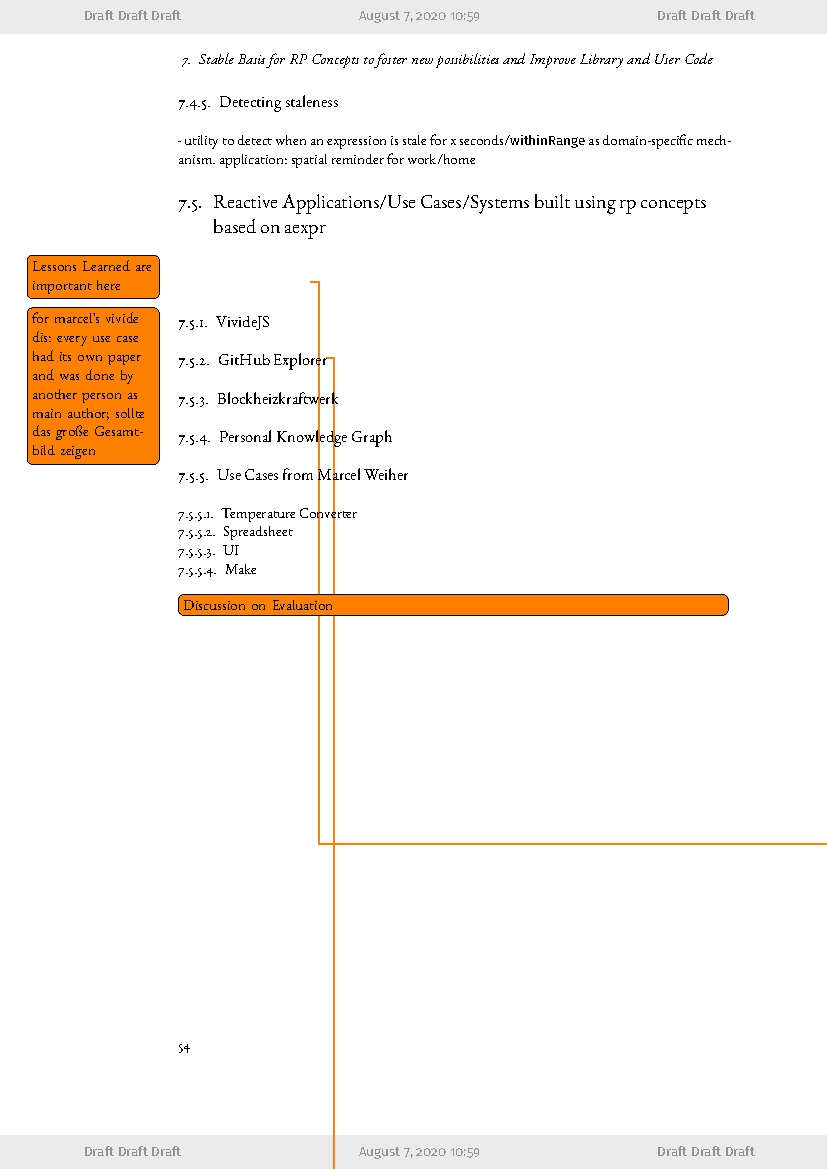 Draft Draft Draft August 7, 2020 10:59 Draft Draft Draft
7. Stable Basis for RP Concepts to foster new possibilities and Improve Library and User Code
7.4.5. Detecting staleness
- utility to detect when an expression is stale for x seconds/withinRange as domain-specific mech-
anism. application: spatial reminder for work/home
7.5. Reactive Applications/Use Cases/Systems built using rp concepts
based on aexpr
Lessons Learned are
important here
for marcel's vivide
dis: every use case
had its own paper
and was done by
another person as
main author; sollte
das große Gesamt-
bild zeigen
7.5.1. VivideJS
7.5.2. GitHub Explorer
7.5.3. Blockheizkraftwerk
7.5.4. Personal Knowledge Graph
7.5.5. Use Cases from Marcel Weiher
7.5.5.1. Temperature Converter
7.5.5.2. Spreadsheet
7.5.5.3. UI
7.5.5.4. Make
Discussion on Evaluation
54
Draft Draft Draft August 7, 2020 10:59 Draft Draft Draft